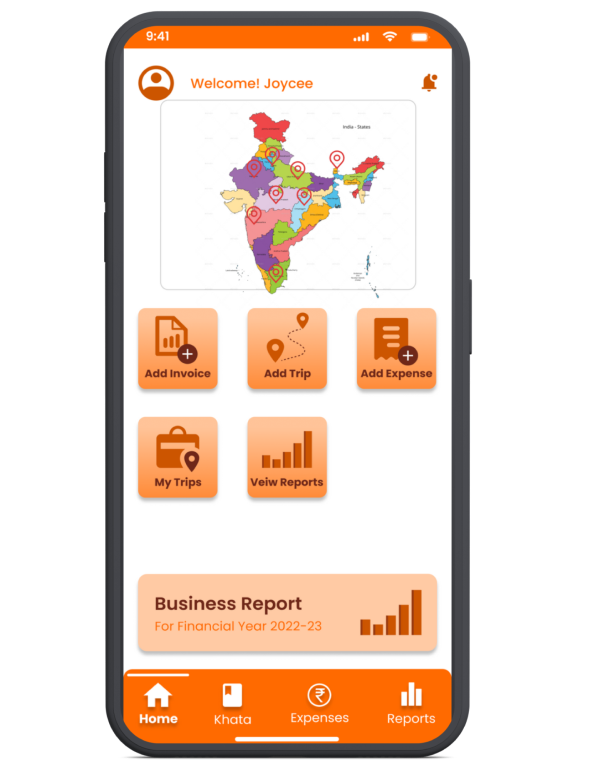 9:41
Welcome! Joycee
India - States
Add Invoice
Add Trip
Add Expense
My Trips
Veiw Reports
Business Report
For Financial Year 2022-23
Home
Khata
Expenses
Reports